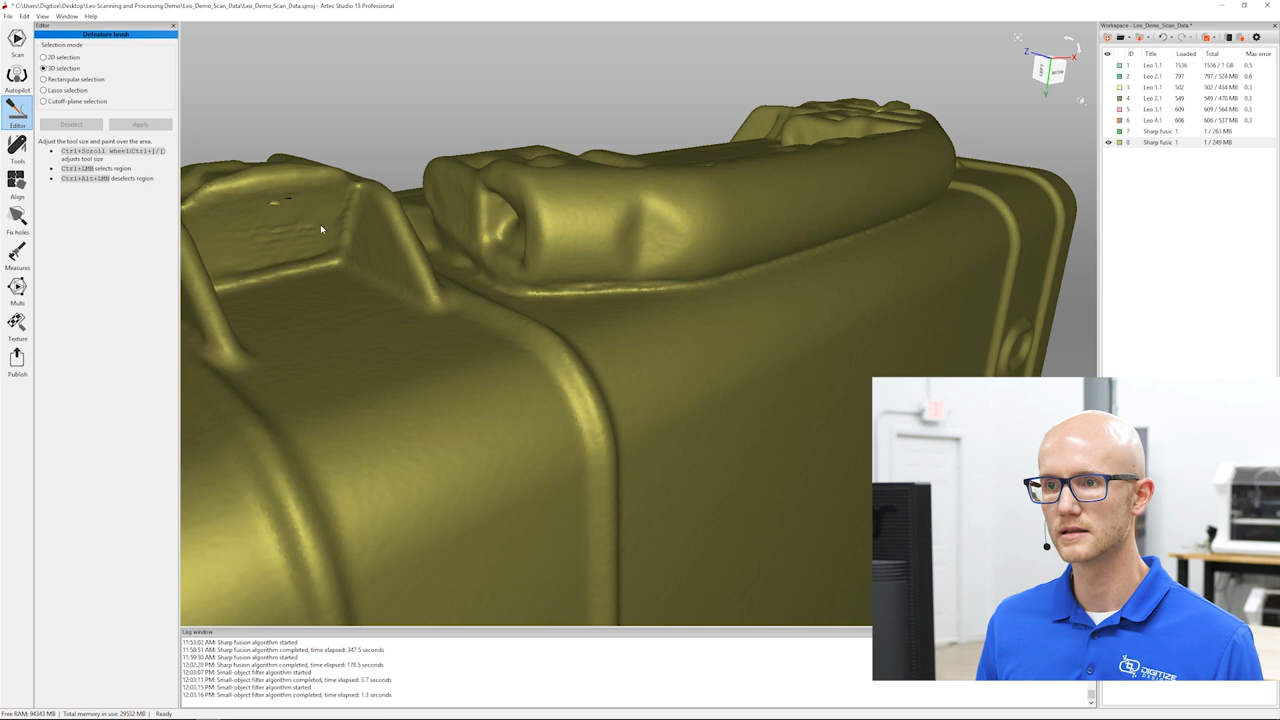 * C:\Users\Digitize\Desktop\Leo Scanning and Processing Demo\Leo_Demo_Scan_Data\Leo_Demo_Scan_Data.sproj - Artec Studio 13 Professional
File Edit View Window Help
Editor
Defeature brush
Selection mode
2D selection
3D selection
Rectangular selection
Lasso selection
Cutoff-plane selection
Deselect Apply
Adjust the tool size and paint over the area.
Ctrl+Scroll wheel(Ctrl+]/[)
adjusts tool size
Ctrl+LMB selects region
Ctrl+Alt+LMB deselects region
Scan
Autopilot
Editor
Tools
Align
Fix holes
Measures
Multi
Texture
Publish
Z X Y
LEFT BOTTOM
Workspace - Leo_Demo_Scan_Data *
ID Title Loaded Total Max error
1 Leo 1.1 1536 1536 / 1 GB 0.5
2 Leo 2.1 797 797 / 524 MB 0.6
3 Leo 1.1 502 502 / 434 MB 0.3
4 Leo 2.1 549 549 / 470 MB 0.3
5 Leo 3.1 609 609 / 564 MB 0.3
6 Leo 4.1 606 606 / 537 MB 0.3
7 Sharp fusic 1 1 / 263 MB
8 Sharp fusic 1 1 / 249 MB
Log window
11:53:02 AM: Sharp fusion algorithm started
11:58:51 AM: Sharp fusion algorithm completed, time elapsed: 347.5 seconds
11:59:30 AM: Sharp fusion algorithm started
12:02:28 PM: Sharp fusion algorithm completed, time elapsed: 178.5 seconds
12:03:07 PM: Small-object filter algorithm started
12:03:11 PM: Small-object filter algorithm completed, time elapsed: 3.7 seconds
12:03:15 PM: Small-object filter algorithm started
12:03:16 PM: Small-object filter algorithm completed, time elapsed: 1.3 seconds
DIGITIZE
Free RAM: 94343 MB | Total memory in use: 29532 MB | Ready